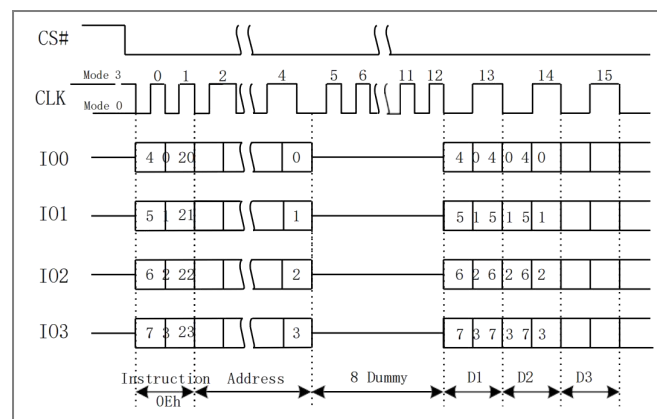 CS#
Mode 3 0 1 2 4 5 6 11 12 13 14 15
CLK
Mode 0
IO0 4 0 20 0 4 0 4 0 4 0
IO1 5 1 21 1 5 1 5 1 5 1
IO2 6 2 22 2 6 2 6 2 6 2
IO3 7 3 23 3 7 3 7 3 7 3
Instruction Address 8 Dummy D1 D2 D3
0Eh